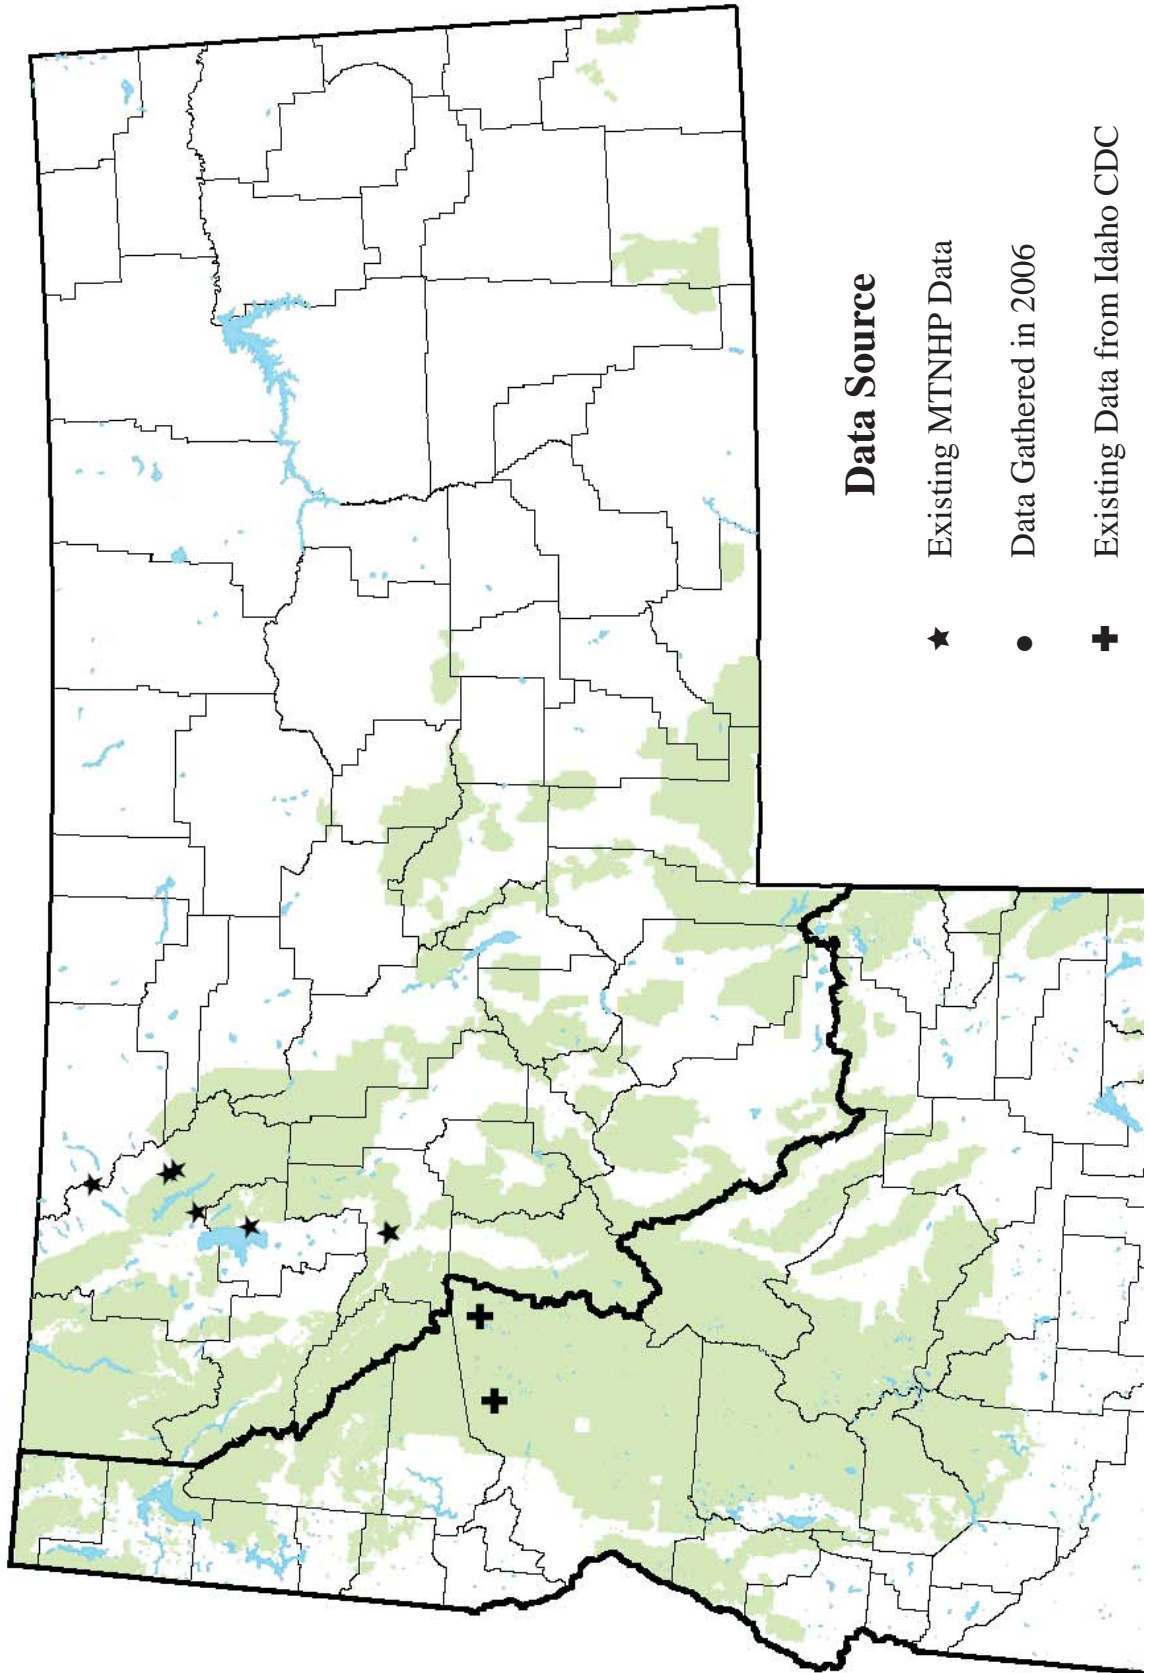 Data Source
Existing MTNHP Data
Data Gathered in 2006
Existing Data from Idaho CDC